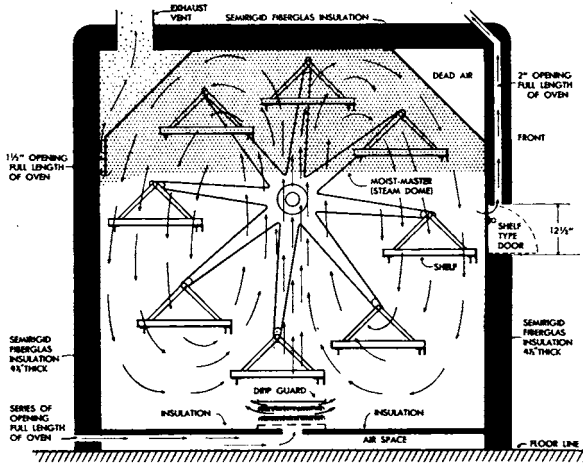 EXHAUST
VENT
SEMIRIGID FIBERGLAS INSULATION
DEAD AIR
2" OPENING
FULL LENGTH
OF OVEN
FRONT
1½" OPENING
FULL LENGTH
OF OVEN
MOIST-MASTER
(STEAM DOME)
SHELF
TYPE
DOOR
12½"
SHELF
SEMIRIGID
FIBERGLAS
INSULATION
4½" THICK
SEMIRIGID
FIBERGLAS
INSULATION
4½" THICK
DRIP GUARD
SERIES OF
OPENING
FULL LENGTH
OF OVEN
INSULATION
INSULATION
AIR SPACE
FLOOR LINE